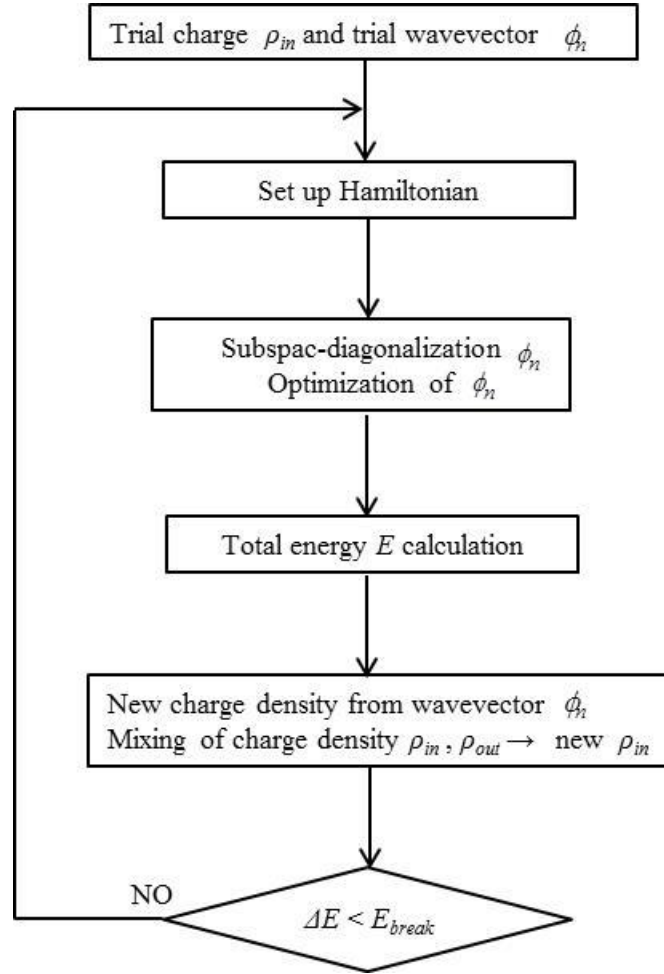 Trial charge ρin and trial wavevector ϕn
Set up Hamiltonian
Subspac-diagonalization ϕn
Optimization of ϕn
Total energy E calculation
New charge density from wavevector ϕn
Mixing of charge density ρin , ρout → new ρin
NO
ΔE < Ebreak